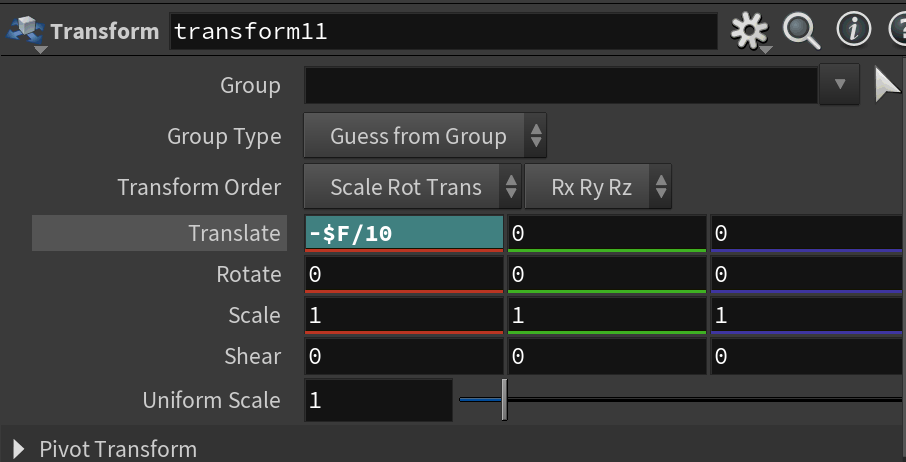 Transform transform11
Group
Group Type Guess from Group
Transform Order Scale Rot Trans Rx Ry Rz
Translate -$F/10 0 0
Rotate 0 0 0
Scale 1 1 1
Shear 0 0 0
Uniform Scale 1
Pivot Transform